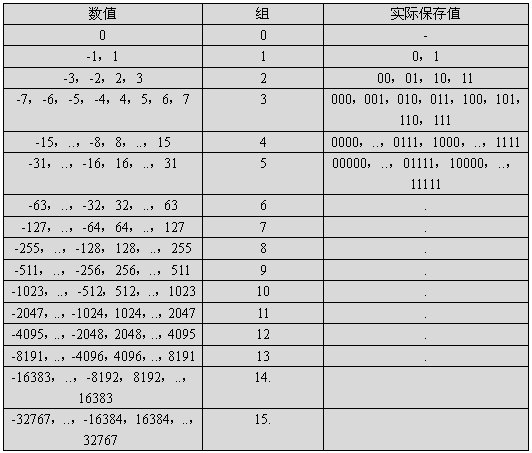 数值 组 实际保存值
0 0 -
-1，1 1 0，1
-3，-2，2，3 2 00，01，10，11
-7，-6，-5，-4，4，5，6，7 3 000，001，010，011，100，101，
110，111
-15，..，-8，8，..，15 4 0000，..，0111，1000，..，1111
-31，..，-16，16，..，31 5 00000，..，01111，10000，..，
11111
-63，..，-32，32，..，63 6 .
-127，..，-64，64，..，127 7 .
-255，..，-128，128，..，255 8 .
-511，..，-256，256，..，511 9 .
-1023，..，-512，512，..，1023 10 .
-2047，..，-1024，1024，..，2047 11 .
-4095，..，-2048，2048，..，4095 12 .
-8191，..，-4096，4096，..，8191 13 .
-16383，..，-8192，8192，..，
16383 14.
-32767，..，-16384，16384，..，
32767 15.